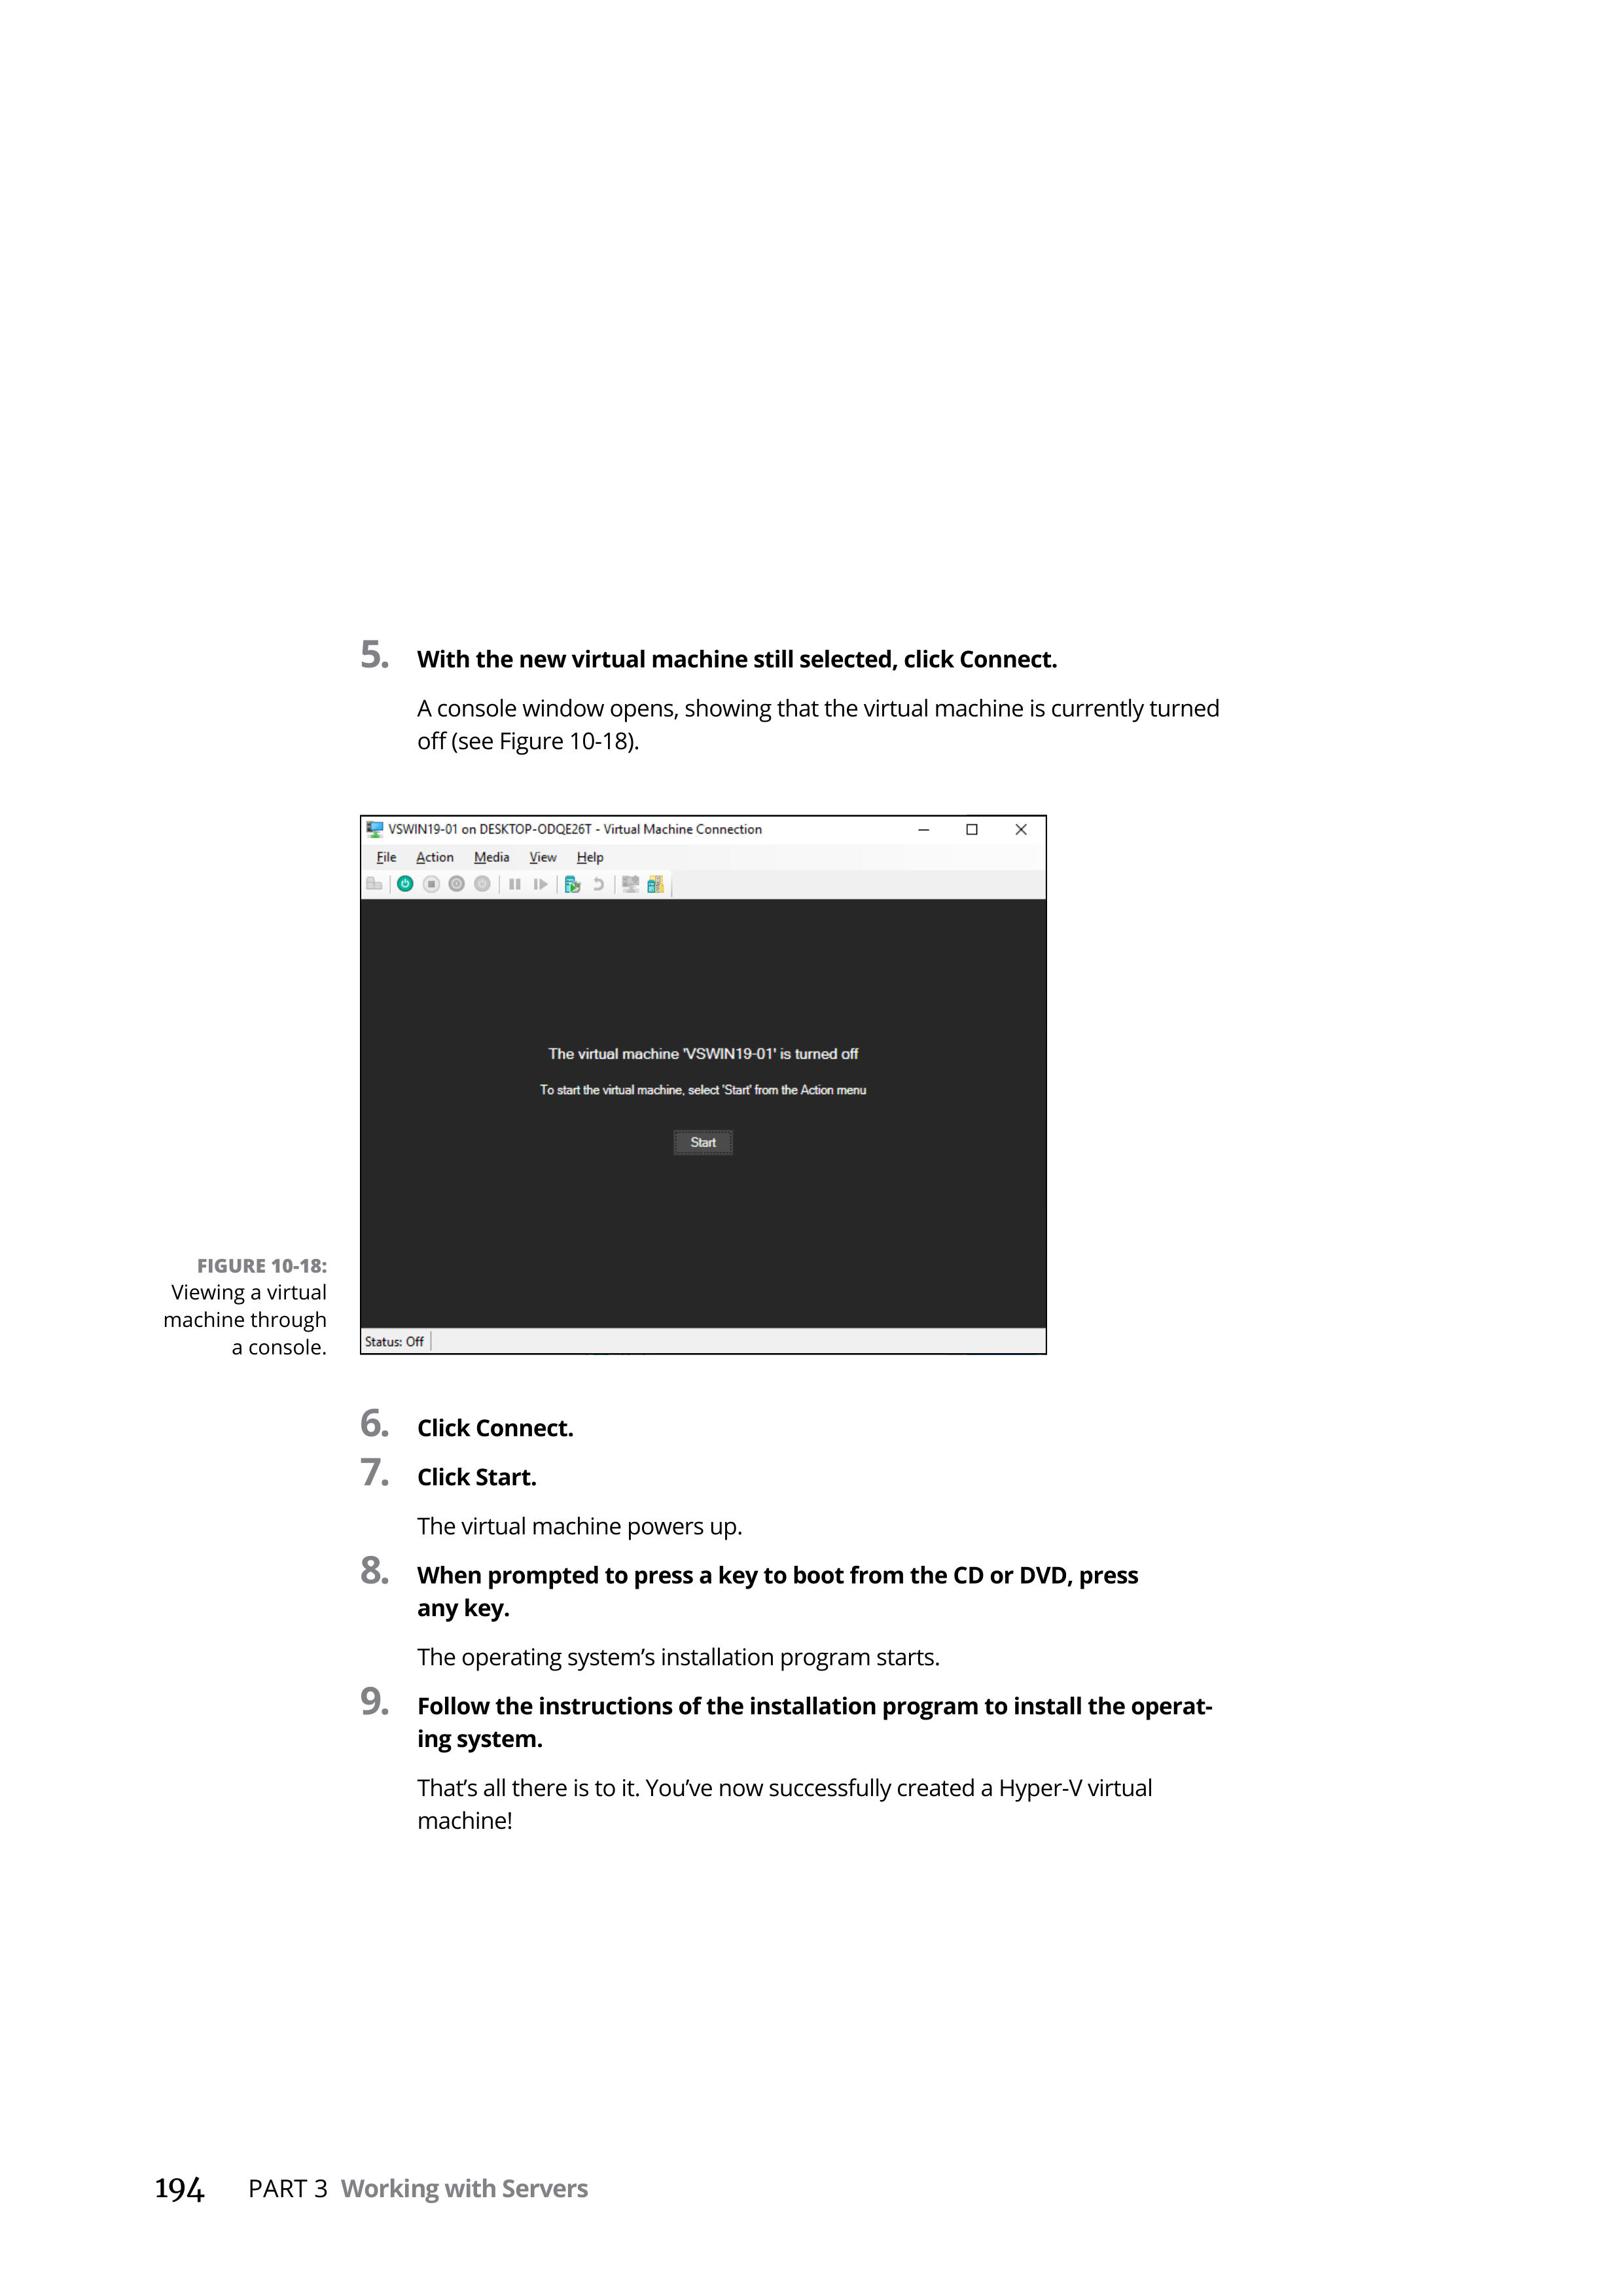 5. With the new virtual machine still selected, click Connect.
A console window opens, showing that the virtual machine is currently turned
off (see Figure 10-18).
VSWIN19-01 on DESKTOP-ODQE26T - Virtual Machine Connection
File Action Media View Help
The virtual machine 'VSWIN19-01' is turned off
To start the virtual machine, select 'Start' from the Action menu
Start
Status: Off
FIGURE 10-18:
Viewing a virtual
machine through
a console.
6. Click Connect.
7. Click Start.
The virtual machine powers up.
8. When prompted to press a key to boot from the CD or DVD, press
any key.
The operating system’s installation program starts.
9. Follow the instructions of the installation program to install the operat-
ing system.
That’s all there is to it. You’ve now successfully created a Hyper-V virtual
machine!
194 PART 3 Working with Servers